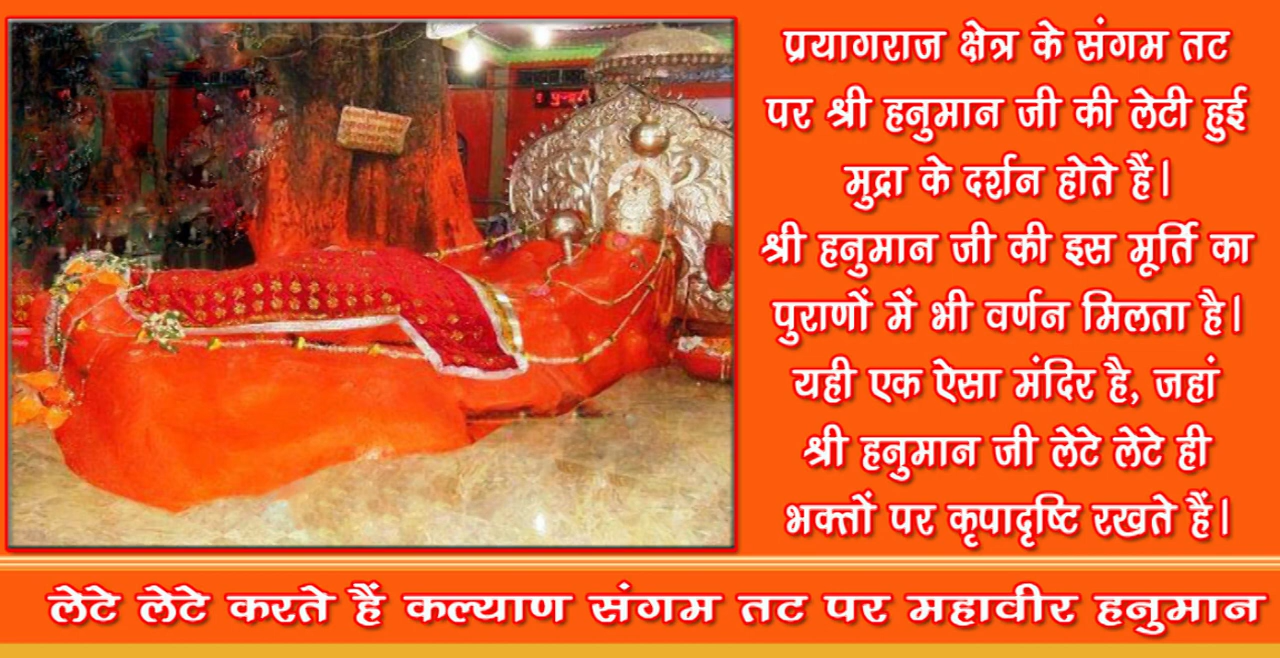 प्रयागराज क्षेत्र के संगम तट
पर श्री हनुमान जी की लेटी हुई
मुद्रा के दर्शन होते हैं।
श्री हनुमान जी की इस मूर्ति का
पुराणों में भी वर्णन मिलता है।
यही एक ऐसा मंदिर है, जहां
श्री हनुमान जी लेटे लेटे ही
भक्तों पर कृपादृष्टि रखते हैं।
लेटे लेटे करते हैं कल्याण संगम तट पर महावीर हनुमान